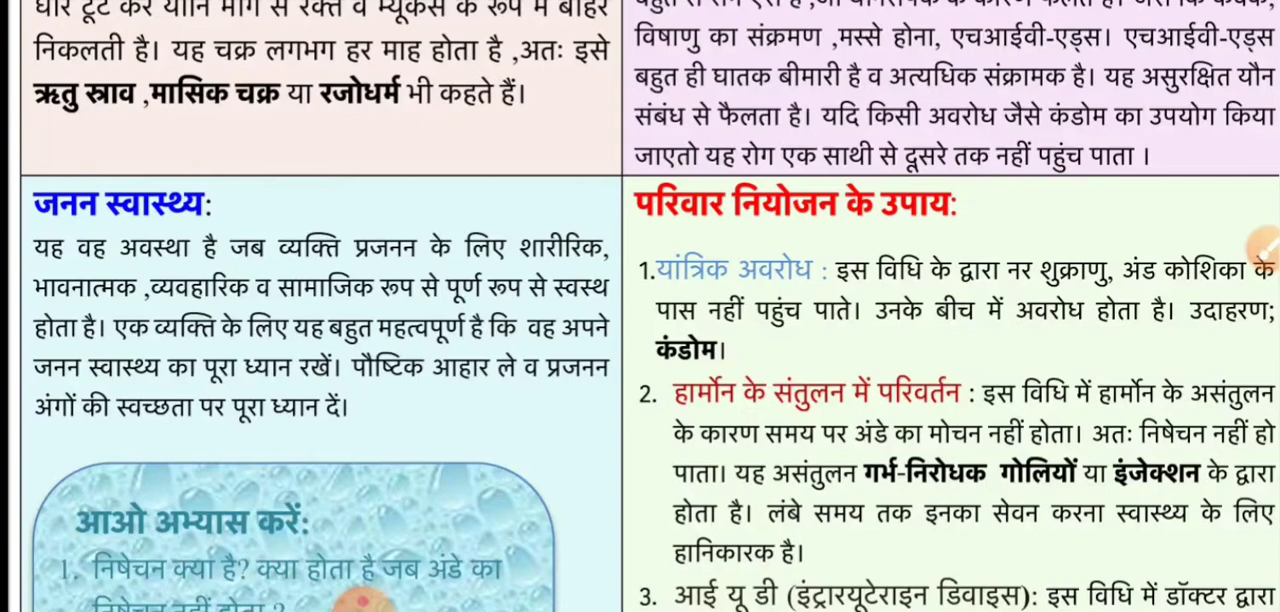 धीरे टूट कर योनि मार्ग से रक्त व म्यूकस के रूप में बाहर
निकलती है। यह चक्र लगभग हर माह होता है ,अतः इसे
ऋतु स्राव ,मासिक चक्र या रजोधर्म भी कहते हैं।
विषाणु का संक्रमण ,मस्से होना, एचआईवी-एड्स। एचआईवी-एड्स
बहुत ही घातक बीमारी है व अत्यधिक संक्रामक है। यह असुरक्षित यौन
संबंध से फैलता है। यदि किसी अवरोध जैसे कंडोम का उपयोग किया
जाएतो यह रोग एक साथी से दूसरे तक नहीं पहुंच पाता ।
जनन स्वास्थ्य:
यह वह अवस्था है जब व्यक्ति प्रजनन के लिए शारीरिक,
भावनात्मक ,व्यवहारिक व सामाजिक रूप से पूर्ण रूप से स्वस्थ
होता है। एक व्यक्ति के लिए यह बहुत महत्वपूर्ण है कि वह अपने
जनन स्वास्थ्य का पूरा ध्यान रखें। पौष्टिक आहार ले व प्रजनन
अंगों की स्वच्छता पर पूरा ध्यान दें।
आओ अभ्यास करें:
1. निषेचन क्या है? क्या होता है जब अंडे का
निषेचन नहीं होता ?
परिवार नियोजन के उपाय:
1.यांत्रिक अवरोध : इस विधि के द्वारा नर शुक्राणु, अंड कोशिका के
पास नहीं पहुंच पाते। उनके बीच में अवरोध होता है। उदाहरण;
कंडोम।
2. हार्मोन के संतुलन में परिवर्तन : इस विधि में हार्मोन के असंतुलन
के कारण समय पर अंडे का मोचन नहीं होता। अतः निषेचन नहीं हो
पाता। यह असंतुलन गर्भ-निरोधक गोलियों या इंजेक्शन के द्वारा
होता है। लंबे समय तक इनका सेवन करना स्वास्थ्य के लिए
हानिकारक है।
3. आई यू डी (इंट्रारयूटेराइन डिवाइस): इस विधि में डॉक्टर द्वारा